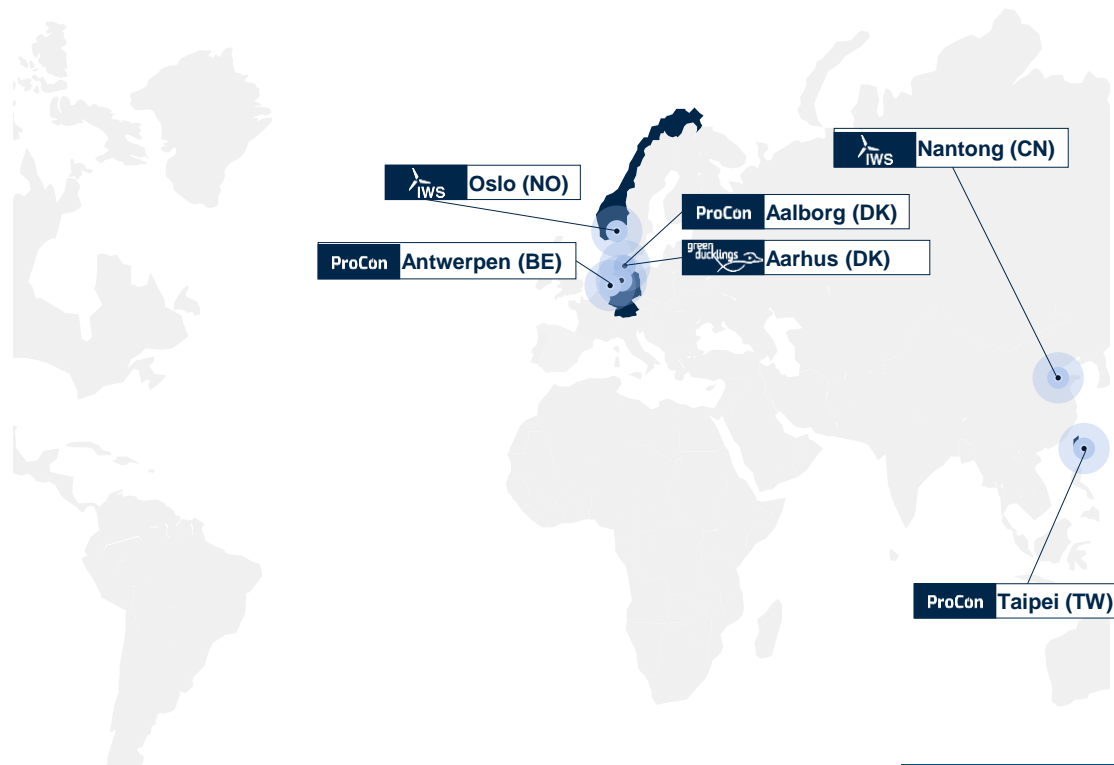 IWS Nantong (CN)
IWS Oslo (NO)
ProCon Aalborg (DK)
green
ducklings Aarhus (DK)
ProCon Antwerpen (BE)
ProCon Taipei (TW)